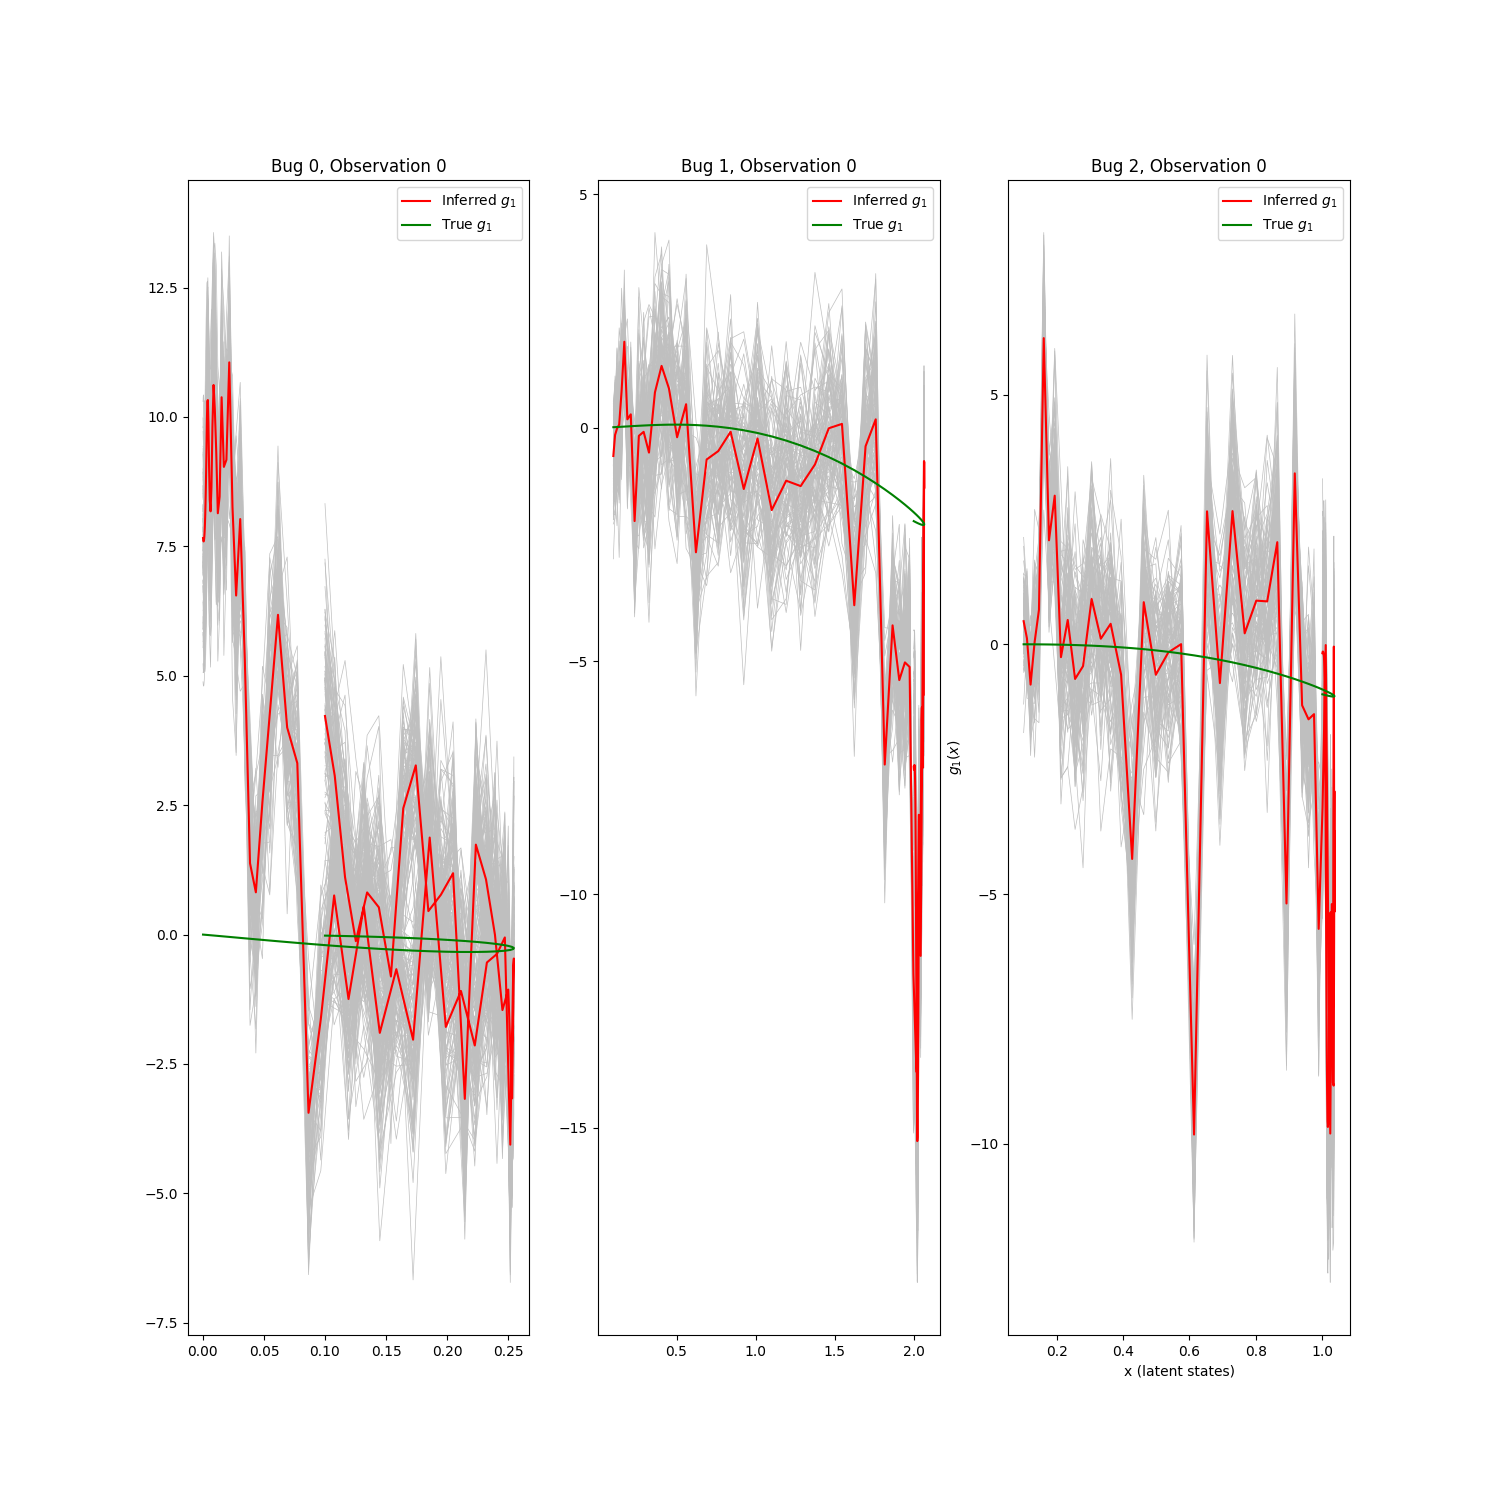 Bug 0, Observation 0
Inferred g₁
True g₁
12.5
10.0
7.5
5.0
2.5
0.0
−2.5
−5.0
−7.5
0.00 0.05 0.10 0.15 0.20 0.25
Bug 1, Observation 0
Inferred g₁
True g₁
5
0
−5
−10
−15
0.5 1.0 1.5 2.0
Bug 2, Observation 0
Inferred g₁
True g₁
g₁(x)
5
0
−5
−10
0.2 0.4 0.6 0.8 1.0
x (latent states)